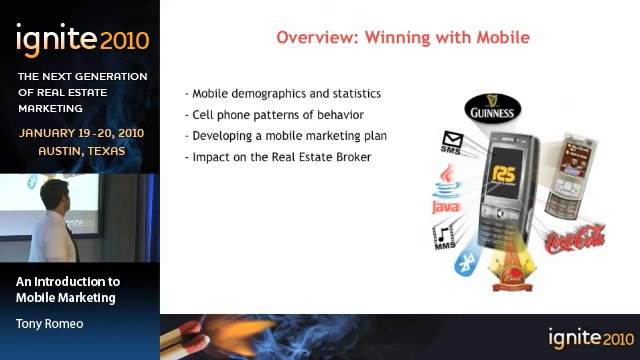 ignite2010
THE NEXT GENERATION
OF REAL ESTATE
MARKETING
JANUARY 19-20, 2010
AUSTIN, TEXAS
An Introduction to
Mobile Marketing
Tony Romeo
Overview: Winning with Mobile
- Mobile demographics and statistics
- Cell phone patterns of behavior
- Developing a mobile marketing plan
- Impact on the Real Estate Broker
GUINNESS
SMS
Java
MMS
Coca-Cola
ignite2010